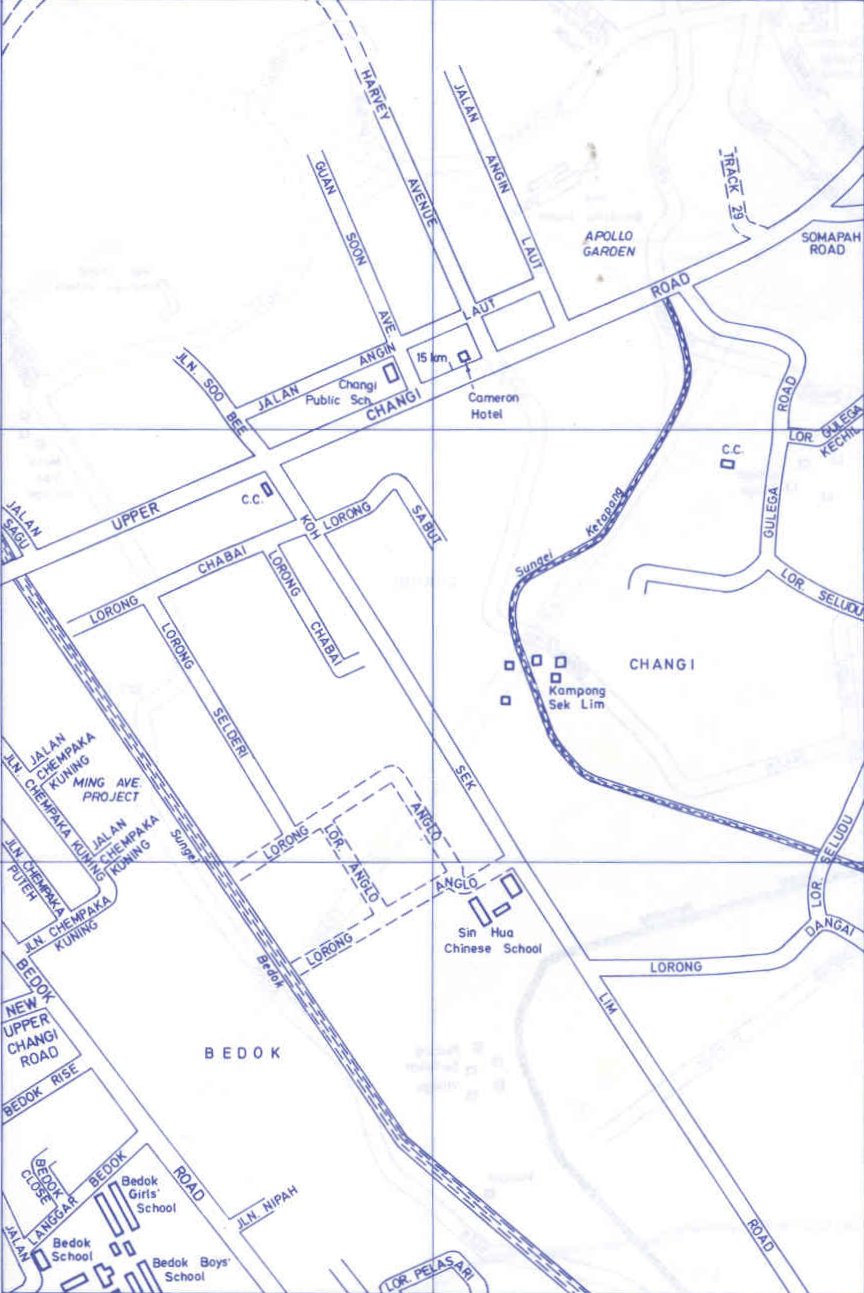 HARVEY
AVENUE
JALAN
ANGIN
LAUT
GUAN
SOON
AVE
TRACK 29
APOLLO
GARDEN
SOMAPAH
ROAD
ROAD
LAUT
ANGIN
JALAN
15 km
Changi
Public Sch.
CHANGI
Cameron
Hotel
JLN. SOO BEE
ROAD
LOR. GULEGA
KECHIL
C.C.
GULEGA
C.C.
UPPER
JALAN
SAGU
KOH
LORONG
SABUT
CHABAI
LORONG
LORONG
CHABAI
Sungei
Ketapang
LOR. SELUDU
LORONG
SELDERI
CHANGI
Kampong
Sek Lim
JALAN
CHEMPAKA
KUNING
JLN. CHEMPAKA KUNING
MING AVE.
PROJECT
JALAN
CHEMPAKA
KUNING
SEK
Sungei
LORONG
LOR. ANGLO
ANGLO
JLN. CHEMPAKA
PUTEH
LOR. SELUDU
ANGLO
LORONG
JLN. CHEMPAKA
KUNING
Sin Hua
Chinese School
DANGAI
LORONG
Bedok
LIM
BEDOK
NEW
UPPER
CHANGI
ROAD
BEDOK
BEDOK RISE
BEDOK
CLOSE
LANGGAR BEDOK
JALAN
ROAD
Bedok
Girls'
School
JLN. NIPAH
Bedok
School
Bedok Boys'
School
LOR. PELASARI
ROAD